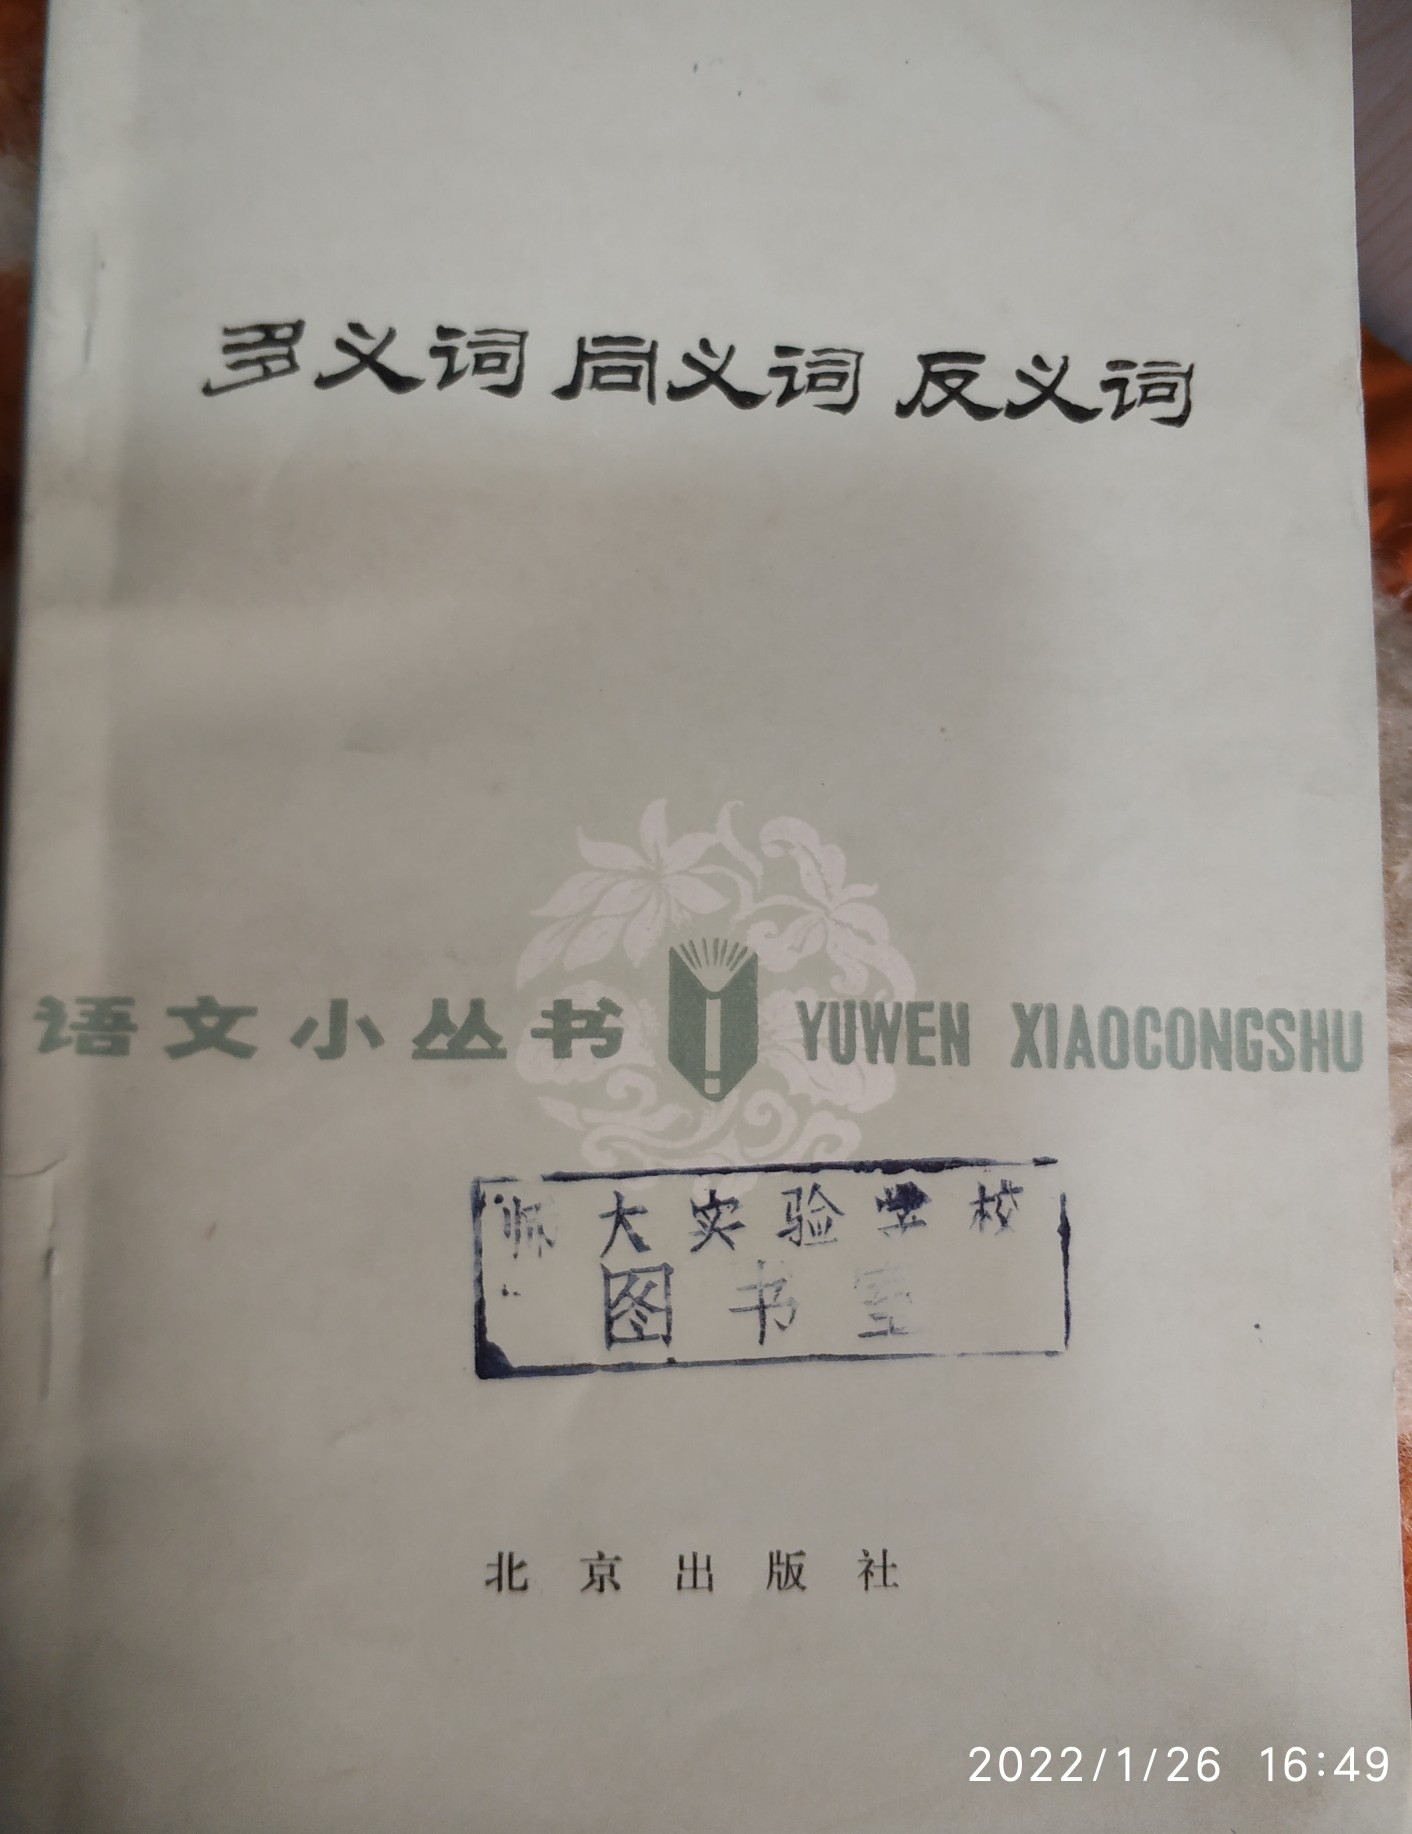 多义词 同义词 反义词
语文小丛书 YUWEN XIAOCONGSHU
师大实验学校
图书室
北京出版社
2022/1/26 16:49